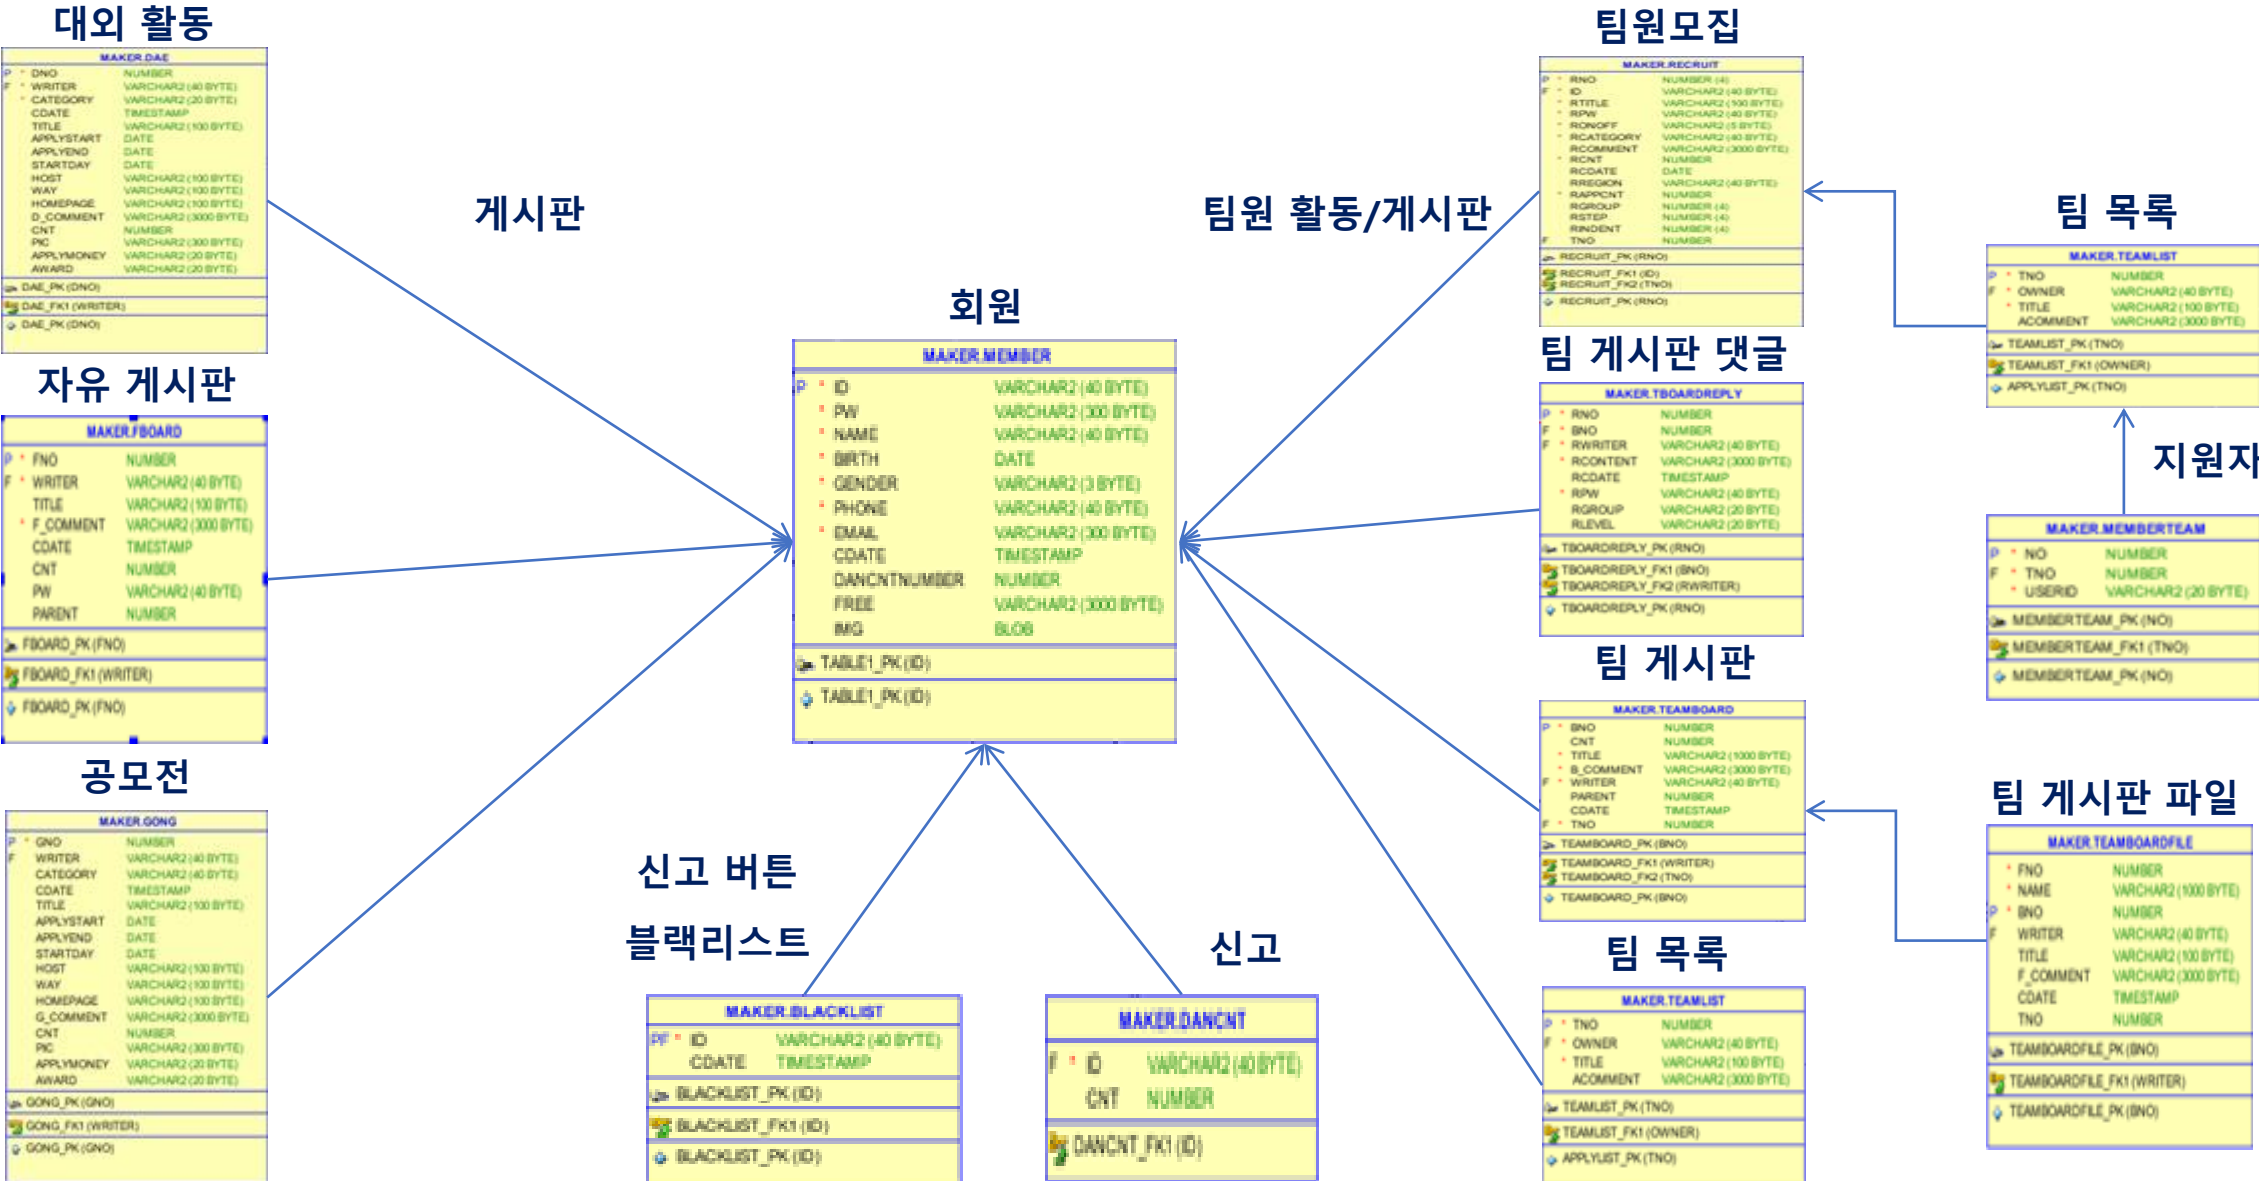 대외 활동
MAKER.DAE
P * DNO NUMBER
F * WRITER VARCHAR2 (40 BYTE)
* CATEGORY VARCHAR2 (20 BYTE)
CDATE TIMESTAMP
TITLE VARCHAR2 (100 BYTE)
APPLYSTART DATE
APPLYEND DATE
STARTDAY DATE
HOST VARCHAR2 (100 BYTE)
WAY VARCHAR2 (100 BYTE)
HOMEPAGE VARCHAR2 (100 BYTE)
D_COMMENT VARCHAR2 (3000 BYTE)
CNT NUMBER
PIC VARCHAR2 (300 BYTE)
APPLYMONEY VARCHAR2 (20 BYTE)
AWARD VARCHAR2 (20 BYTE)
DAE_PK (DNO)
DAE_FK1 (WRITER)
DAE_PK (DNO)
자유 게시판
MAKER.FBOARD
P * FNO NUMBER
F * WRITER VARCHAR2 (40 BYTE)
TITLE VARCHAR2 (100 BYTE)
* F_COMMENT VARCHAR2 (3000 BYTE)
CDATE TIMESTAMP
CNT NUMBER
PW VARCHAR2 (40 BYTE)
PARENT NUMBER
FBOARD_PK (FNO)
FBOARD_FK1 (WRITER)
FBOARD_PK (FNO)
공모전
MAKER.GONG
P * GNO NUMBER
F WRITER VARCHAR2 (40 BYTE)
CATEGORY VARCHAR2 (40 BYTE)
CDATE TIMESTAMP
TITLE VARCHAR2 (100 BYTE)
APPLYSTART DATE
APPLYEND DATE
STARTDAY DATE
HOST VARCHAR2 (100 BYTE)
WAY VARCHAR2 (100 BYTE)
HOMEPAGE VARCHAR2 (100 BYTE)
G_COMMENT VARCHAR2 (3000 BYTE)
CNT NUMBER
PIC VARCHAR2 (300 BYTE)
APPLYMONEY VARCHAR2 (20 BYTE)
AWARD VARCHAR2 (20 BYTE)
GONG_PK (GNO)
GONG_FK1 (WRITER)
GONG_PK (GNO)
게시판
회원
MAKER.MEMBER
P * ID VARCHAR2 (40 BYTE)
* PW VARCHAR2 (300 BYTE)
* NAME VARCHAR2 (40 BYTE)
* BIRTH DATE
* GENDER VARCHAR2 (3 BYTE)
* PHONE VARCHAR2 (40 BYTE)
* EMAIL VARCHAR2 (300 BYTE)
CDATE TIMESTAMP
DANCNTNUMBER NUMBER
FREE VARCHAR2 (3000 BYTE)
IMG BLOB
TABLE1_PK (ID)
TABLE1_PK (ID)
신고 버튼
블랙리스트
MAKER.BLACKLIST
PF * ID VARCHAR2 (40 BYTE)
CDATE TIMESTAMP
BLACKLIST_PK (ID)
BLACKLIST_FK1 (ID)
BLACKLIST_PK (ID)
신고
MAKER.DANCNT
F * ID VARCHAR2 (40 BYTE)
CNT NUMBER
DANCNT_FK1 (ID)
팀원 활동/게시판
팀원모집
MAKER.RECRUIT
P * RNO NUMBER (4)
F * ID VARCHAR2 (40 BYTE)
* RTITLE VARCHAR2 (100 BYTE)
* RPW VARCHAR2 (40 BYTE)
* RONOFF VARCHAR2 (5 BYTE)
* RCATEGORY VARCHAR2 (40 BYTE)
RCOMMENT VARCHAR2 (3000 BYTE)
* RCNT NUMBER
RCDATE DATE
RREGION VARCHAR2 (40 BYTE)
* RAPPCNT NUMBER
RGROUP NUMBER (4)
RSTEP NUMBER (4)
RINDENT NUMBER (4)
F TNO NUMBER
RECRUIT_PK (RNO)
RECRUIT_FK1 (ID)
RECRUIT_FK2 (TNO)
RECRUIT_PK (RNO)
팀 게시판 댓글
MAKER.TBOARDREPLY
P * RNO NUMBER
F * BNO NUMBER
F * RWRITER VARCHAR2 (40 BYTE)
* RCONTENT VARCHAR2 (3000 BYTE)
RCDATE TIMESTAMP
* RPW VARCHAR2 (40 BYTE)
RGROUP VARCHAR2 (20 BYTE)
RLEVEL VARCHAR2 (20 BYTE)
TBOARDREPLY_PK (RNO)
TBOARDREPLY_FK1 (BNO)
TBOARDREPLY_FK2 (RWRITER)
TBOARDREPLY_PK (RNO)
팀 게시판
MAKER.TEAMBOARD
P * BNO NUMBER
CNT NUMBER
* TITLE VARCHAR2 (1000 BYTE)
* B_COMMENT VARCHAR2 (3000 BYTE)
F * WRITER VARCHAR2 (40 BYTE)
PARENT NUMBER
CDATE TIMESTAMP
F * TNO NUMBER
TEAMBOARD_PK (BNO)
TEAMBOARD_FK1 (WRITER)
TEAMBOARD_FK2 (TNO)
TEAMBOARD_PK (BNO)
팀 목록
MAKER.TEAMLIST
P * TNO NUMBER
F * OWNER VARCHAR2 (40 BYTE)
* TITLE VARCHAR2 (100 BYTE)
ACOMMENT VARCHAR2 (3000 BYTE)
TEAMLIST_PK (TNO)
TEAMLIST_FK1 (OWNER)
APPLYLIST_PK (TNO)
팀 목록
MAKER.TEAMLIST
P * TNO NUMBER
F * OWNER VARCHAR2 (40 BYTE)
* TITLE VARCHAR2 (100 BYTE)
ACOMMENT VARCHAR2 (3000 BYTE)
TEAMLIST_PK (TNO)
TEAMLIST_FK1 (OWNER)
APPLYLIST_PK (TNO)
지원자
MAKER.MEMBERTEAM
P * NO NUMBER
F * TNO NUMBER
* USERID VARCHAR2 (20 BYTE)
MEMBERTEAM_PK (NO)
MEMBERTEAM_FK1 (TNO)
MEMBERTEAM_PK (NO)
팀 게시판 파일
MAKER.TEAMBOARDFILE
* FNO NUMBER
* NAME VARCHAR2 (1000 BYTE)
P * BNO NUMBER
F WRITER VARCHAR2 (40 BYTE)
TITLE VARCHAR2 (100 BYTE)
F_COMMENT VARCHAR2 (3000 BYTE)
CDATE TIMESTAMP
TNO NUMBER
TEAMBOARDFILE_PK (BNO)
TEAMBOARDFILE_FK1 (WRITER)
TEAMBOARDFILE_PK (BNO)